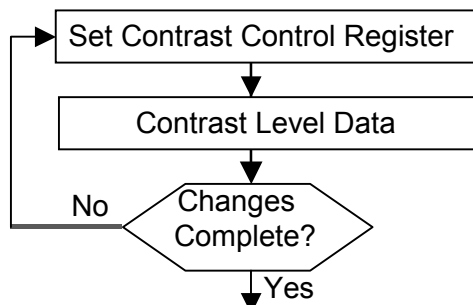 Set Contrast Control Register
Contrast Level Data
No
Changes
Complete?
Yes